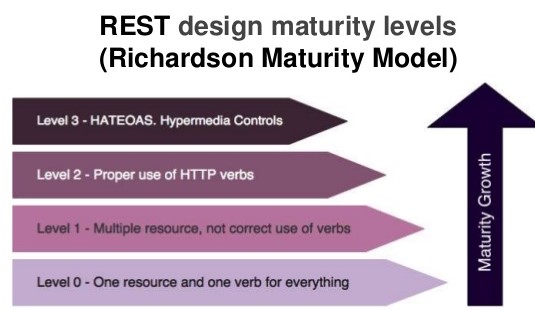 REST design maturity levels
(Richardson Maturity Model)
Level 3 - HATEOAS. Hypermedia Controls
Level 2 - Proper use of HTTP verbs
Level 1 - Multiple resource, not correct use of verbs
Level 0 - One resource and one verb for everything
Maturity Growth